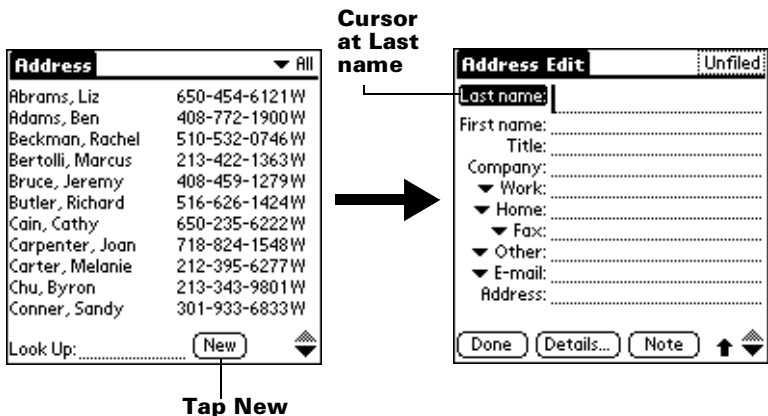 Cursor
at Last
name
Address ▼ All
Abrams, Liz 650-454-6121W
Adams, Ben 408-772-1900W
Beckman, Rachel 510-532-0746W
Bertolli, Marcus 213-422-1363W
Bruce, Jeremy 408-459-1279W
Butler, Richard 516-626-1424W
Cain, Cathy 650-235-6222W
Carpenter, Joan 718-824-1548W
Carter, Melanie 212-395-6277W
Chu, Byron 213-343-9801W
Conner, Sandy 301-933-6833W
Look Up: New
Tap New
Address Edit Unfiled
Last name:
First name:
Title:
Company:
▼ Work:
▼ Home:
▼ Fax:
▼ Other:
▼ E-mail:
Address:
Done Details... Note